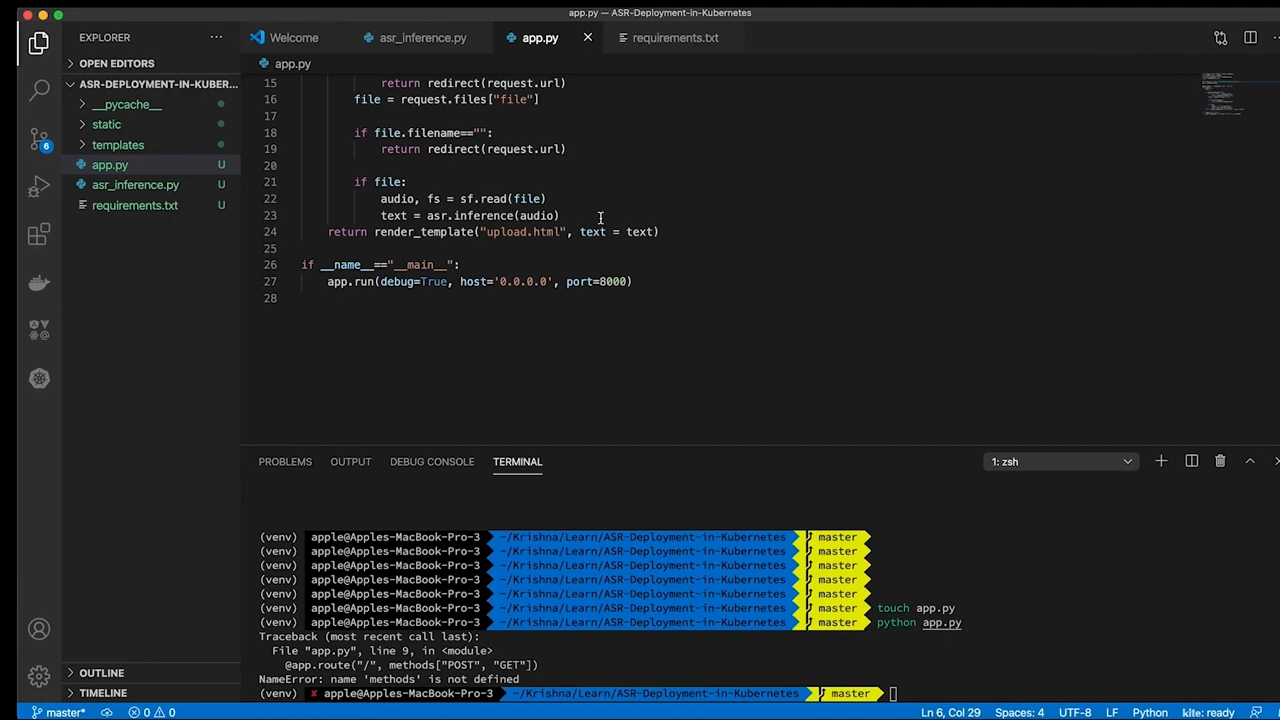 app.py — ASR-Deployment-in-Kubernetes
EXPLORER
Welcome
asr_inference.py
app.py
requirements.txt
OPEN EDITORS
app.py
ASR-DEPLOYMENT-IN-KUBER...
__pycache__
static
templates
app.py U
asr_inference.py U
requirements.txt U
15 return redirect(request.url)
16 file = request.files["file"]
17
18 if file.filename=="":
19 return redirect(request.url)
20
21 if file:
22 audio, fs = sf.read(file)
23 text = asr.inference(audio)
24 return render_template("upload.html", text = text)
25
26 if __name__=="__main__":
27 app.run(debug=True, host='0.0.0.0', port=8000)
28
6
PROBLEMS OUTPUT DEBUG CONSOLE TERMINAL
1: zsh
(venv) apple@Apples-MacBook-Pro-3 ~/Krishna/Learn/ASR-Deployment-in-Kubernetes master
(venv) apple@Apples-MacBook-Pro-3 ~/Krishna/Learn/ASR-Deployment-in-Kubernetes master
(venv) apple@Apples-MacBook-Pro-3 ~/Krishna/Learn/ASR-Deployment-in-Kubernetes master
(venv) apple@Apples-MacBook-Pro-3 ~/Krishna/Learn/ASR-Deployment-in-Kubernetes master
(venv) apple@Apples-MacBook-Pro-3 ~/Krishna/Learn/ASR-Deployment-in-Kubernetes master
(venv) apple@Apples-MacBook-Pro-3 ~/Krishna/Learn/ASR-Deployment-in-Kubernetes master touch app.py
(venv) apple@Apples-MacBook-Pro-3 ~/Krishna/Learn/ASR-Deployment-in-Kubernetes master python app.py
Traceback (most recent call last):
File "app.py", line 9, in <module>
@app.route("/", methods["POST", "GET"])
NameError: name 'methods' is not defined
(venv) ✘ apple@Apples-MacBook-Pro-3 ~/Krishna/Learn/ASR-Deployment-in-Kubernetes master
OUTLINE
TIMELINE
master* 0 0 Ln 6, Col 29 Spaces: 4 UTF-8 LF Python kite: ready